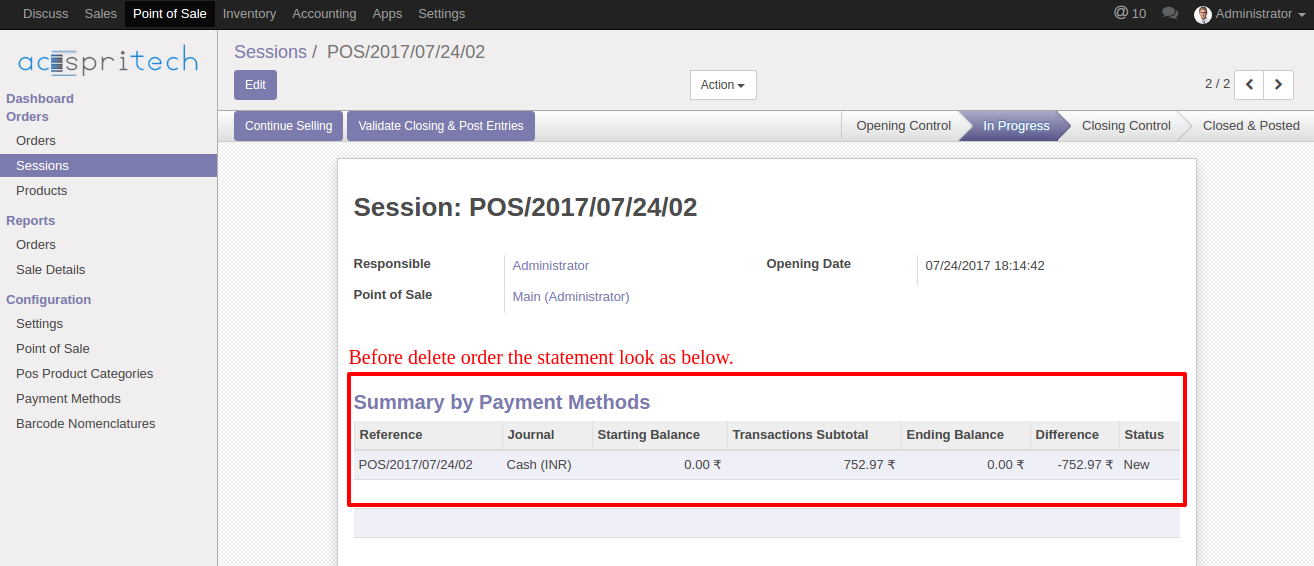 Discuss Sales Point of Sale Inventory Accounting Apps Settings @ 10 Administrator
acespritech
Sessions / POS/2017/07/24/02
Edit Action 2 / 2
Continue Selling Validate Closing & Post Entries Opening Control In Progress Closing Control Closed & Posted
Dashboard
Orders
Orders
Sessions
Products
Reports
Orders
Sale Details
Configuration
Settings
Point of Sale
Pos Product Categories
Payment Methods
Barcode Nomenclatures
Session: POS/2017/07/24/02
Responsible Administrator Opening Date 07/24/2017 18:14:42
Point of Sale Main (Administrator)
Before delete order the statement look as below.
Summary by Payment Methods
Reference Journal Starting Balance Transactions Subtotal Ending Balance Difference Status
POS/2017/07/24/02 Cash (INR) 0.00 ₹ 752.97 ₹ 0.00 ₹ -752.97 ₹ New